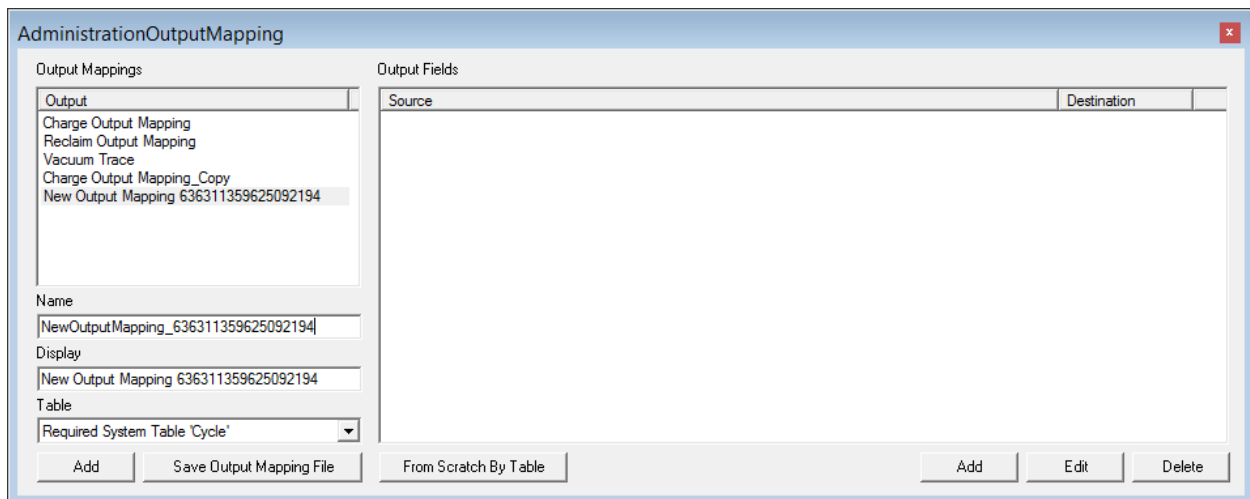 AdministrationOutputMapping
x
Output Mappings
Output
Charge Output Mapping
Reclaim Output Mapping
Vacuum Trace
Charge Output Mapping_Copy
New Output Mapping 636311359625092194
Name
NewOutputMapping_636311359625092194
Display
New Output Mapping 636311359625092194
Table
Required System Table 'Cycle'
Add
Save Output Mapping File
Output Fields
Source
Destination
From Scratch By Table
Add
Edit
Delete